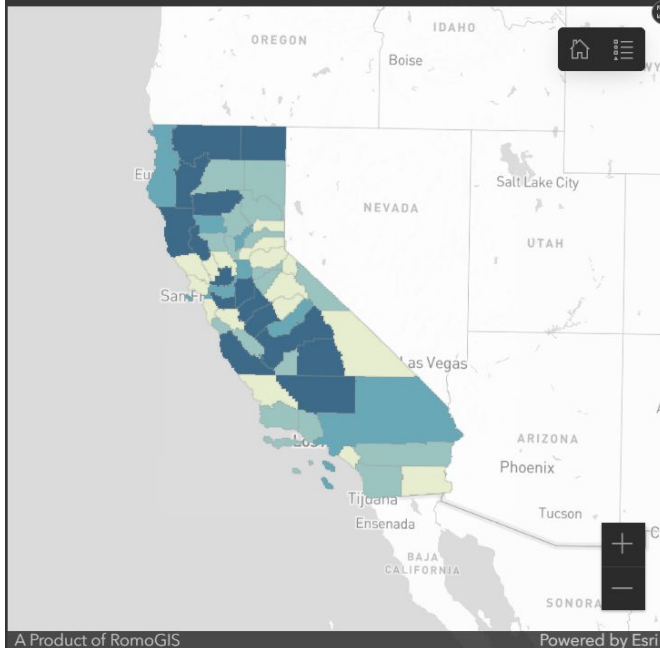 IDAHO
OREGON
Boise
Salt Lake City
NEVADA
UTAH
Las Vegas
ARIZONA
Phoenix
Tijuana
Tucson
Ensenada
+
BAJA
CALIFORNIA
−
SONORA
A Product of RomoGIS
Powered by Esri